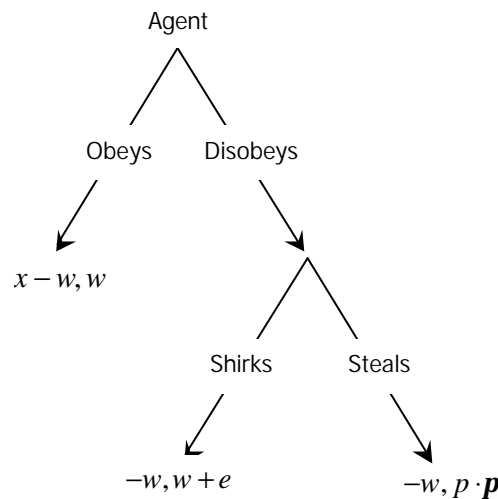 Agent
Obeys Disobeys
x − w, w
Shirks Steals
−w, w + e −w, p · p